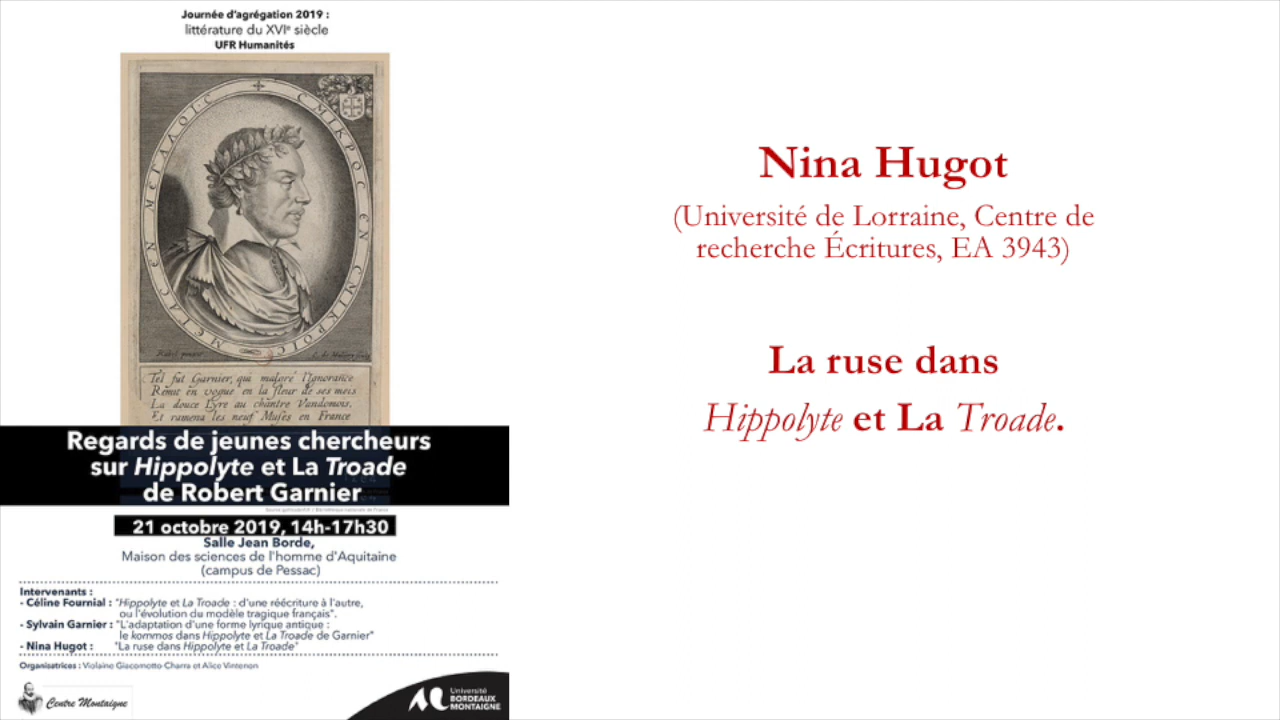 Journée d'agrégation 2019 :
littérature du XVIe siècle
UFR Humanités
Tel fut Garnier, qui malgré l'Ignorance
Remit en vogue en la fleur de ses mois
La douce Lyre au chantre Vandomois.
Et ramena les neuf Muses en France
Regards de jeunes chercheurs
sur Hippolyte et La Troade
de Robert Garnier
21 octobre 2019, 14h-17h30
Salle Jean Borde,
Maison des sciences de l'homme d'Aquitaine
(campus de Pessac)
Intervenants :
- Céline Fournial : "Hippolyte et La Troade : d'une réécriture à l'autre,
ou l'évolution du modèle tragique français".
- Sylvain Garnier : "L'adaptation d'une forme lyrique antique :
le kommos dans Hippolyte et La Troade de Garnier"
- Nina Hugot : "La ruse dans Hippolyte et La Troade"
Organisatrices : Violaine Giacomotto-Charra et Alice Vintenon
Centre Montaigne
Université
BORDEAUX
MONTAIGNE
Nina Hugot
(Université de Lorraine, Centre de
recherche Écritures, EA 3943)
La ruse dans
Hippolyte et La Troade.